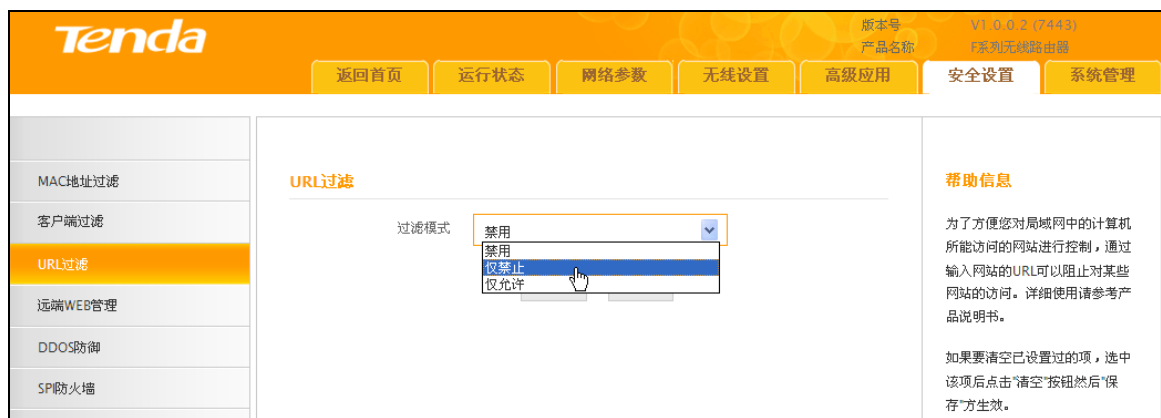 Tenda
版本号 V1.0.0.2 (7443)
产品名称 F系列无线路由器
返回首页 运行状态 网络参数 无线设置 高级应用 安全设置 系统管理
MAC地址过滤
客户端过滤
URL过滤
远端WEB管理
DDOS防御
SPI防火墙
URL过滤
过滤模式 禁用
禁用
仅禁止
仅允许
帮助信息
为了方便您对局域网中的计算机
所能访问的网站进行控制，通过
输入网站的URL可以阻止对某些
网站的访问。详细使用请参考产
品说明书。
如果要清空已设置过的项，选中
该项后点击"清空"按钮然后"保
存"方生效。